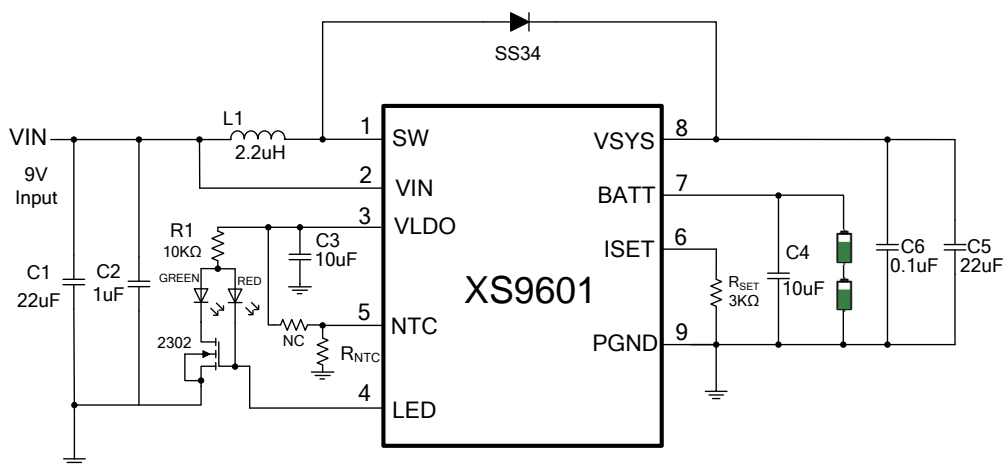 SS34
L1
2.2uH
VIN
9V
Input
1
SW
2
VIN
3
VLDO
5
NTC
4
LED
8
VSYS
7
BATT
6
ISET
9
PGND
XS9601
R1
10KΩ
C3
10uF
GREEN
RED
C1
22uF
C2
1uF
NC
RNTC
2302
RSET
3KΩ
C4
10uF
C6
0.1uF
C5
22uF